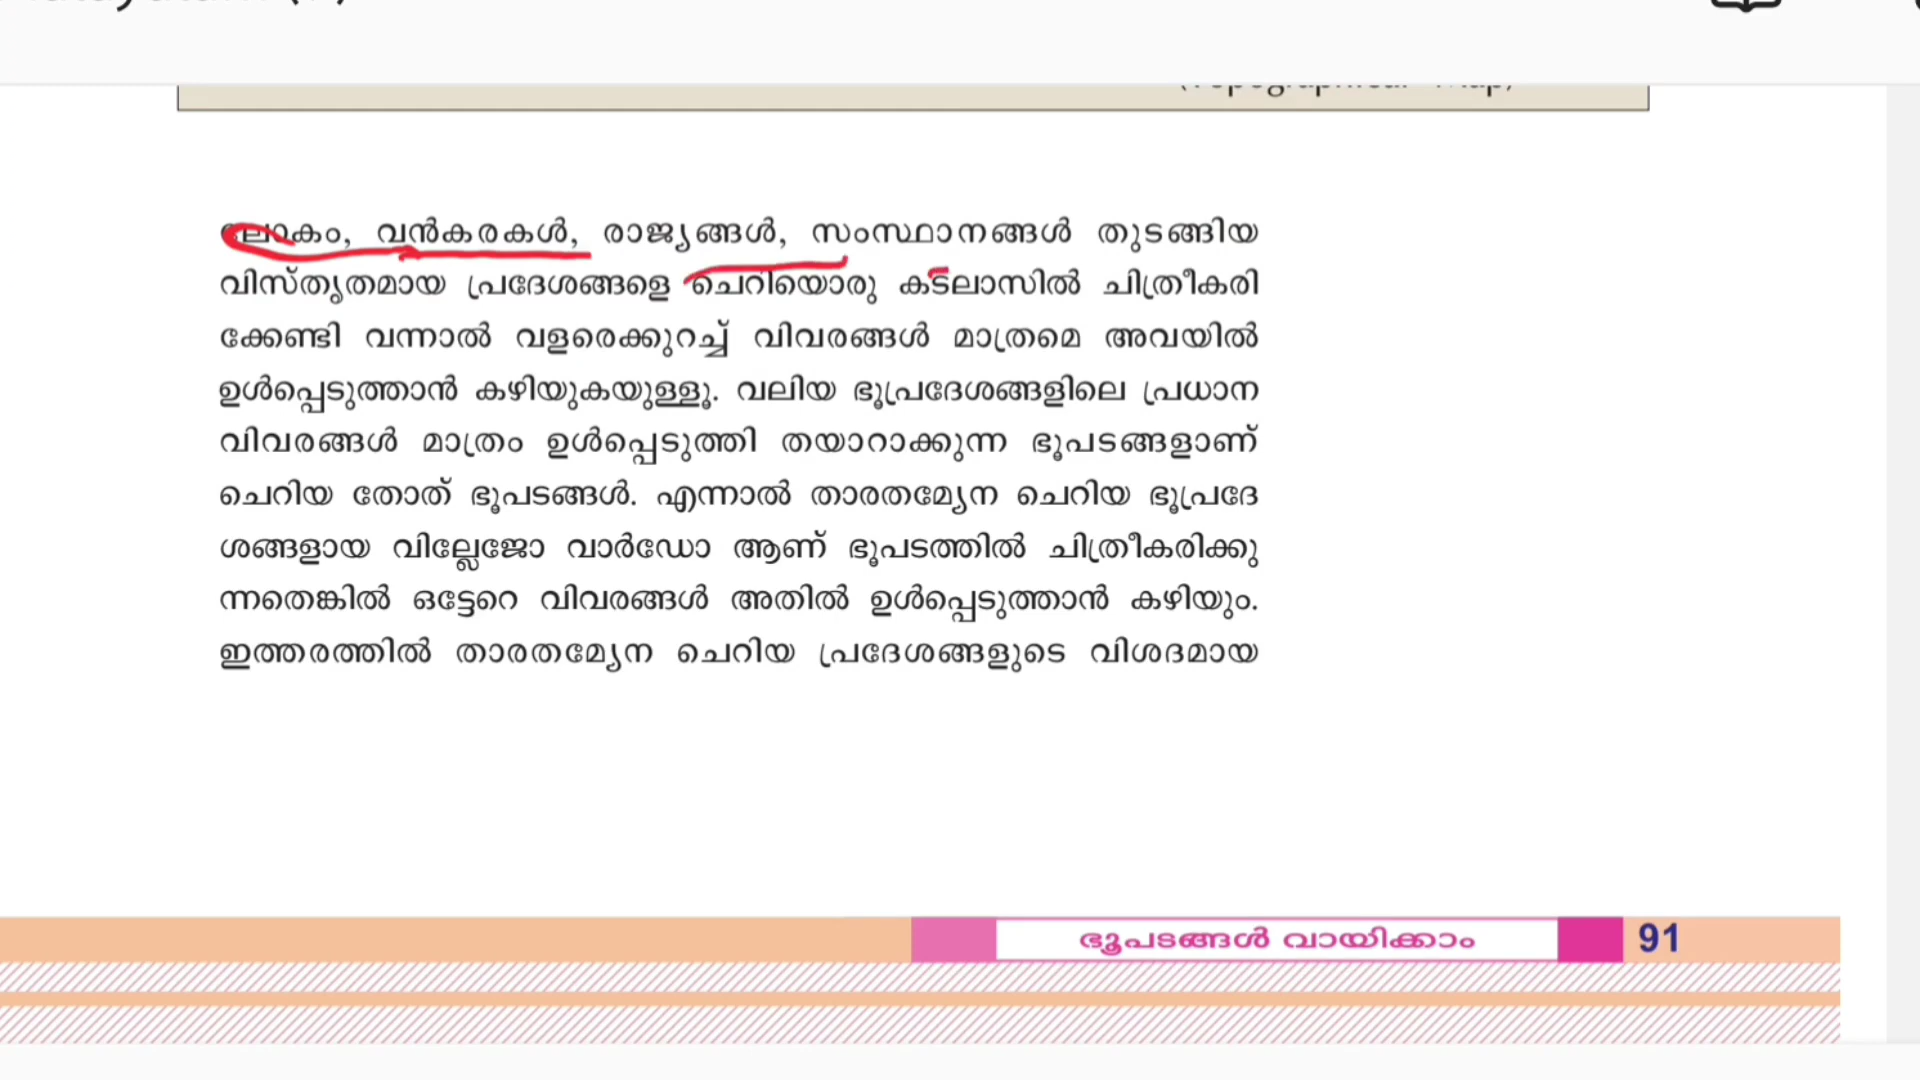 (Topographical Map)
ലോകം, വൻകരകൾ, രാജ്യങ്ങൾ, സംസ്ഥാനങ്ങൾ തുടങ്ങിയ
വിസ്തൃതമായ പ്രദേശങ്ങളെ ചെറിയൊരു കടലാസിൽ ചിത്രീകരി
ക്കേണ്ടി വന്നാൽ വളരെക്കുറച്ച് വിവരങ്ങൾ മാത്രമെ അവയിൽ
ഉൾപ്പെടുത്താൻ കഴിയുകയുള്ളൂ. വലിയ ഭൂപ്രദേശങ്ങളിലെ പ്രധാന
വിവരങ്ങൾ മാത്രം ഉൾപ്പെടുത്തി തയാറാക്കുന്ന ഭൂപടങ്ങളാണ്
ചെറിയ തോത് ഭൂപടങ്ങൾ. എന്നാൽ താരതമ്യേന ചെറിയ ഭൂപ്രദേ
ശങ്ങളായ വില്ലേജോ വാർഡോ ആണ് ഭൂപടത്തിൽ ചിത്രീകരിക്കു
ന്നതെങ്കിൽ ഒട്ടേറെ വിവരങ്ങൾ അതിൽ ഉൾപ്പെടുത്താൻ കഴിയും.
ഇത്തരത്തിൽ താരതമ്യേന ചെറിയ പ്രദേശങ്ങളുടെ വിശദമായ
ഭൂപടങ്ങൾ വായിക്കാം 91